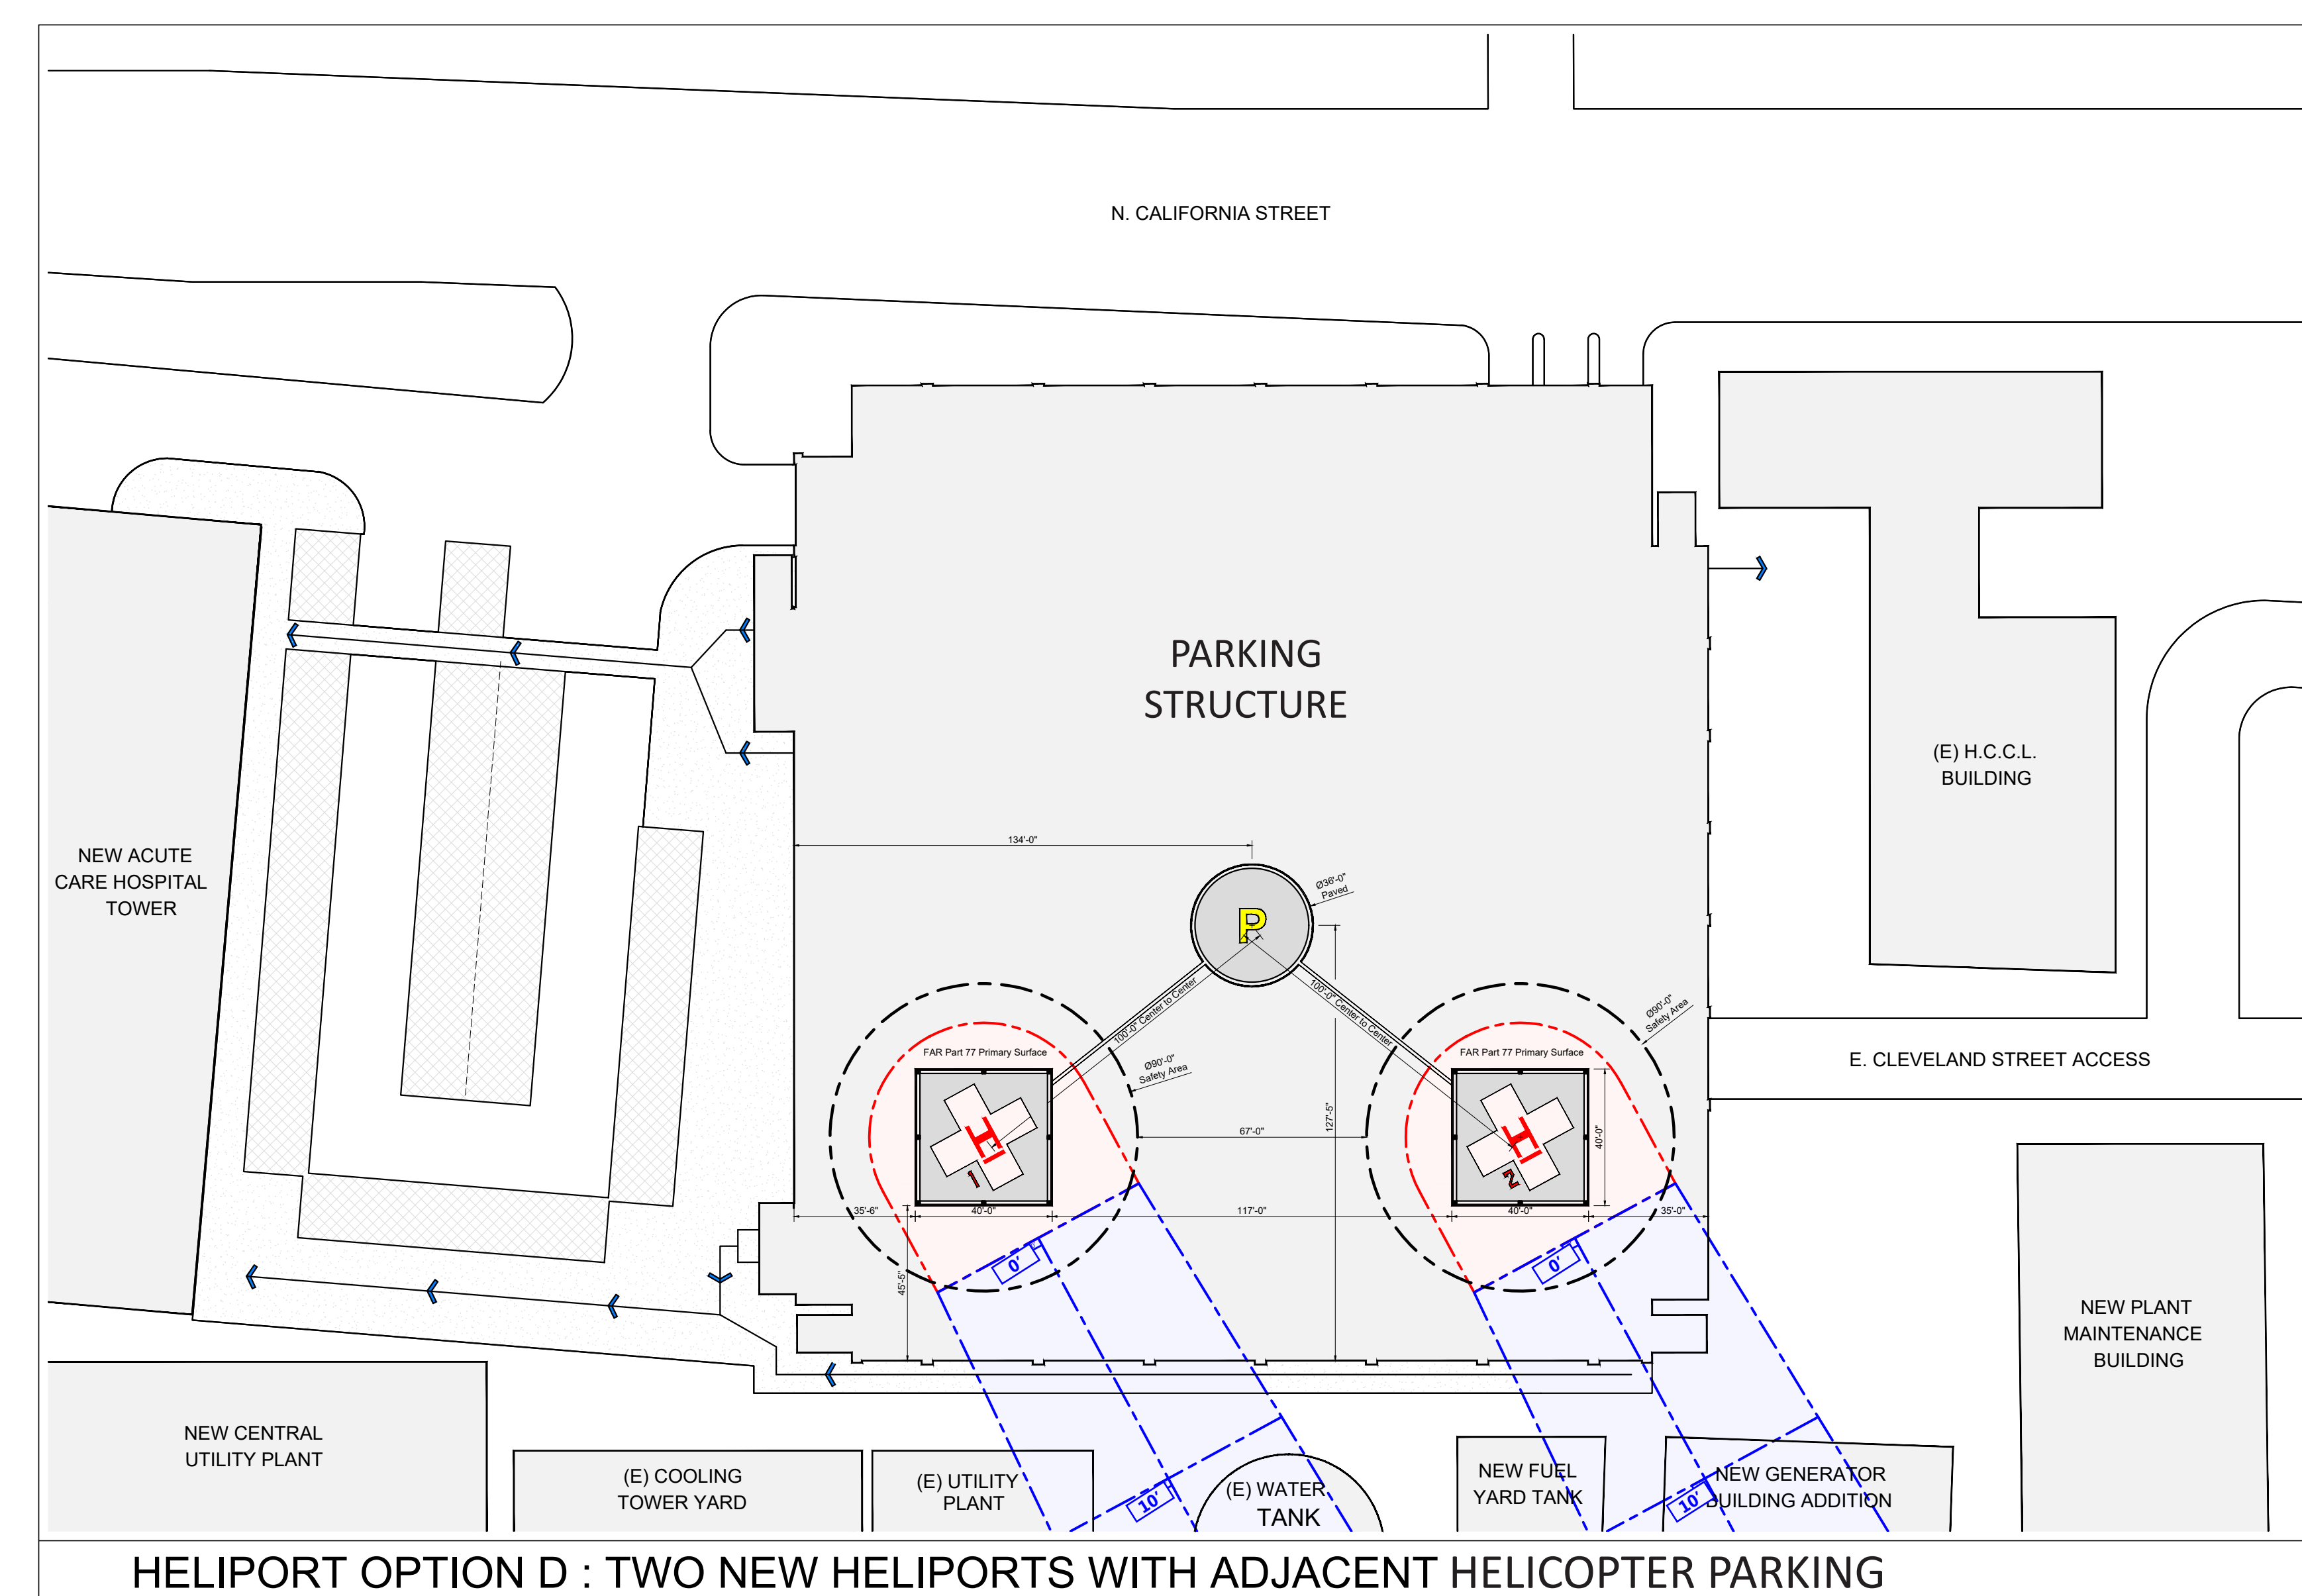 N. CALIFORNIA STREET
PARKING
STRUCTURE
(E) H.C.C.L.
BUILDING
NEW ACUTE
CARE HOSPITAL
TOWER
134'-0"
Ø36'-0"
Paved
P
100'-0" Center to Center
100'-0" Center to Center
Ø90'-0"
Safety Area
FAR Part 77 Primary Surface
Ø90'-0"
Safety Area
FAR Part 77 Primary Surface
E. CLEVELAND STREET ACCESS
H
1
67'-0"
127'-5"
H
2
40'-0"
35'-6"
40'-0"
117'-0"
40'-0"
35'-0"
45'-5"
0'
0'
NEW PLANT
MAINTENANCE
BUILDING
NEW CENTRAL
UTILITY PLANT
(E) COOLING
TOWER YARD
(E) UTILITY
PLANT
10'
(E) WATER
TANK
NEW FUEL
YARD TANK
10'
NEW GENERATOR
BUILDING ADDITION
HELIPORT OPTION D : TWO NEW HELIPORTS WITH ADJACENT HELICOPTER PARKING